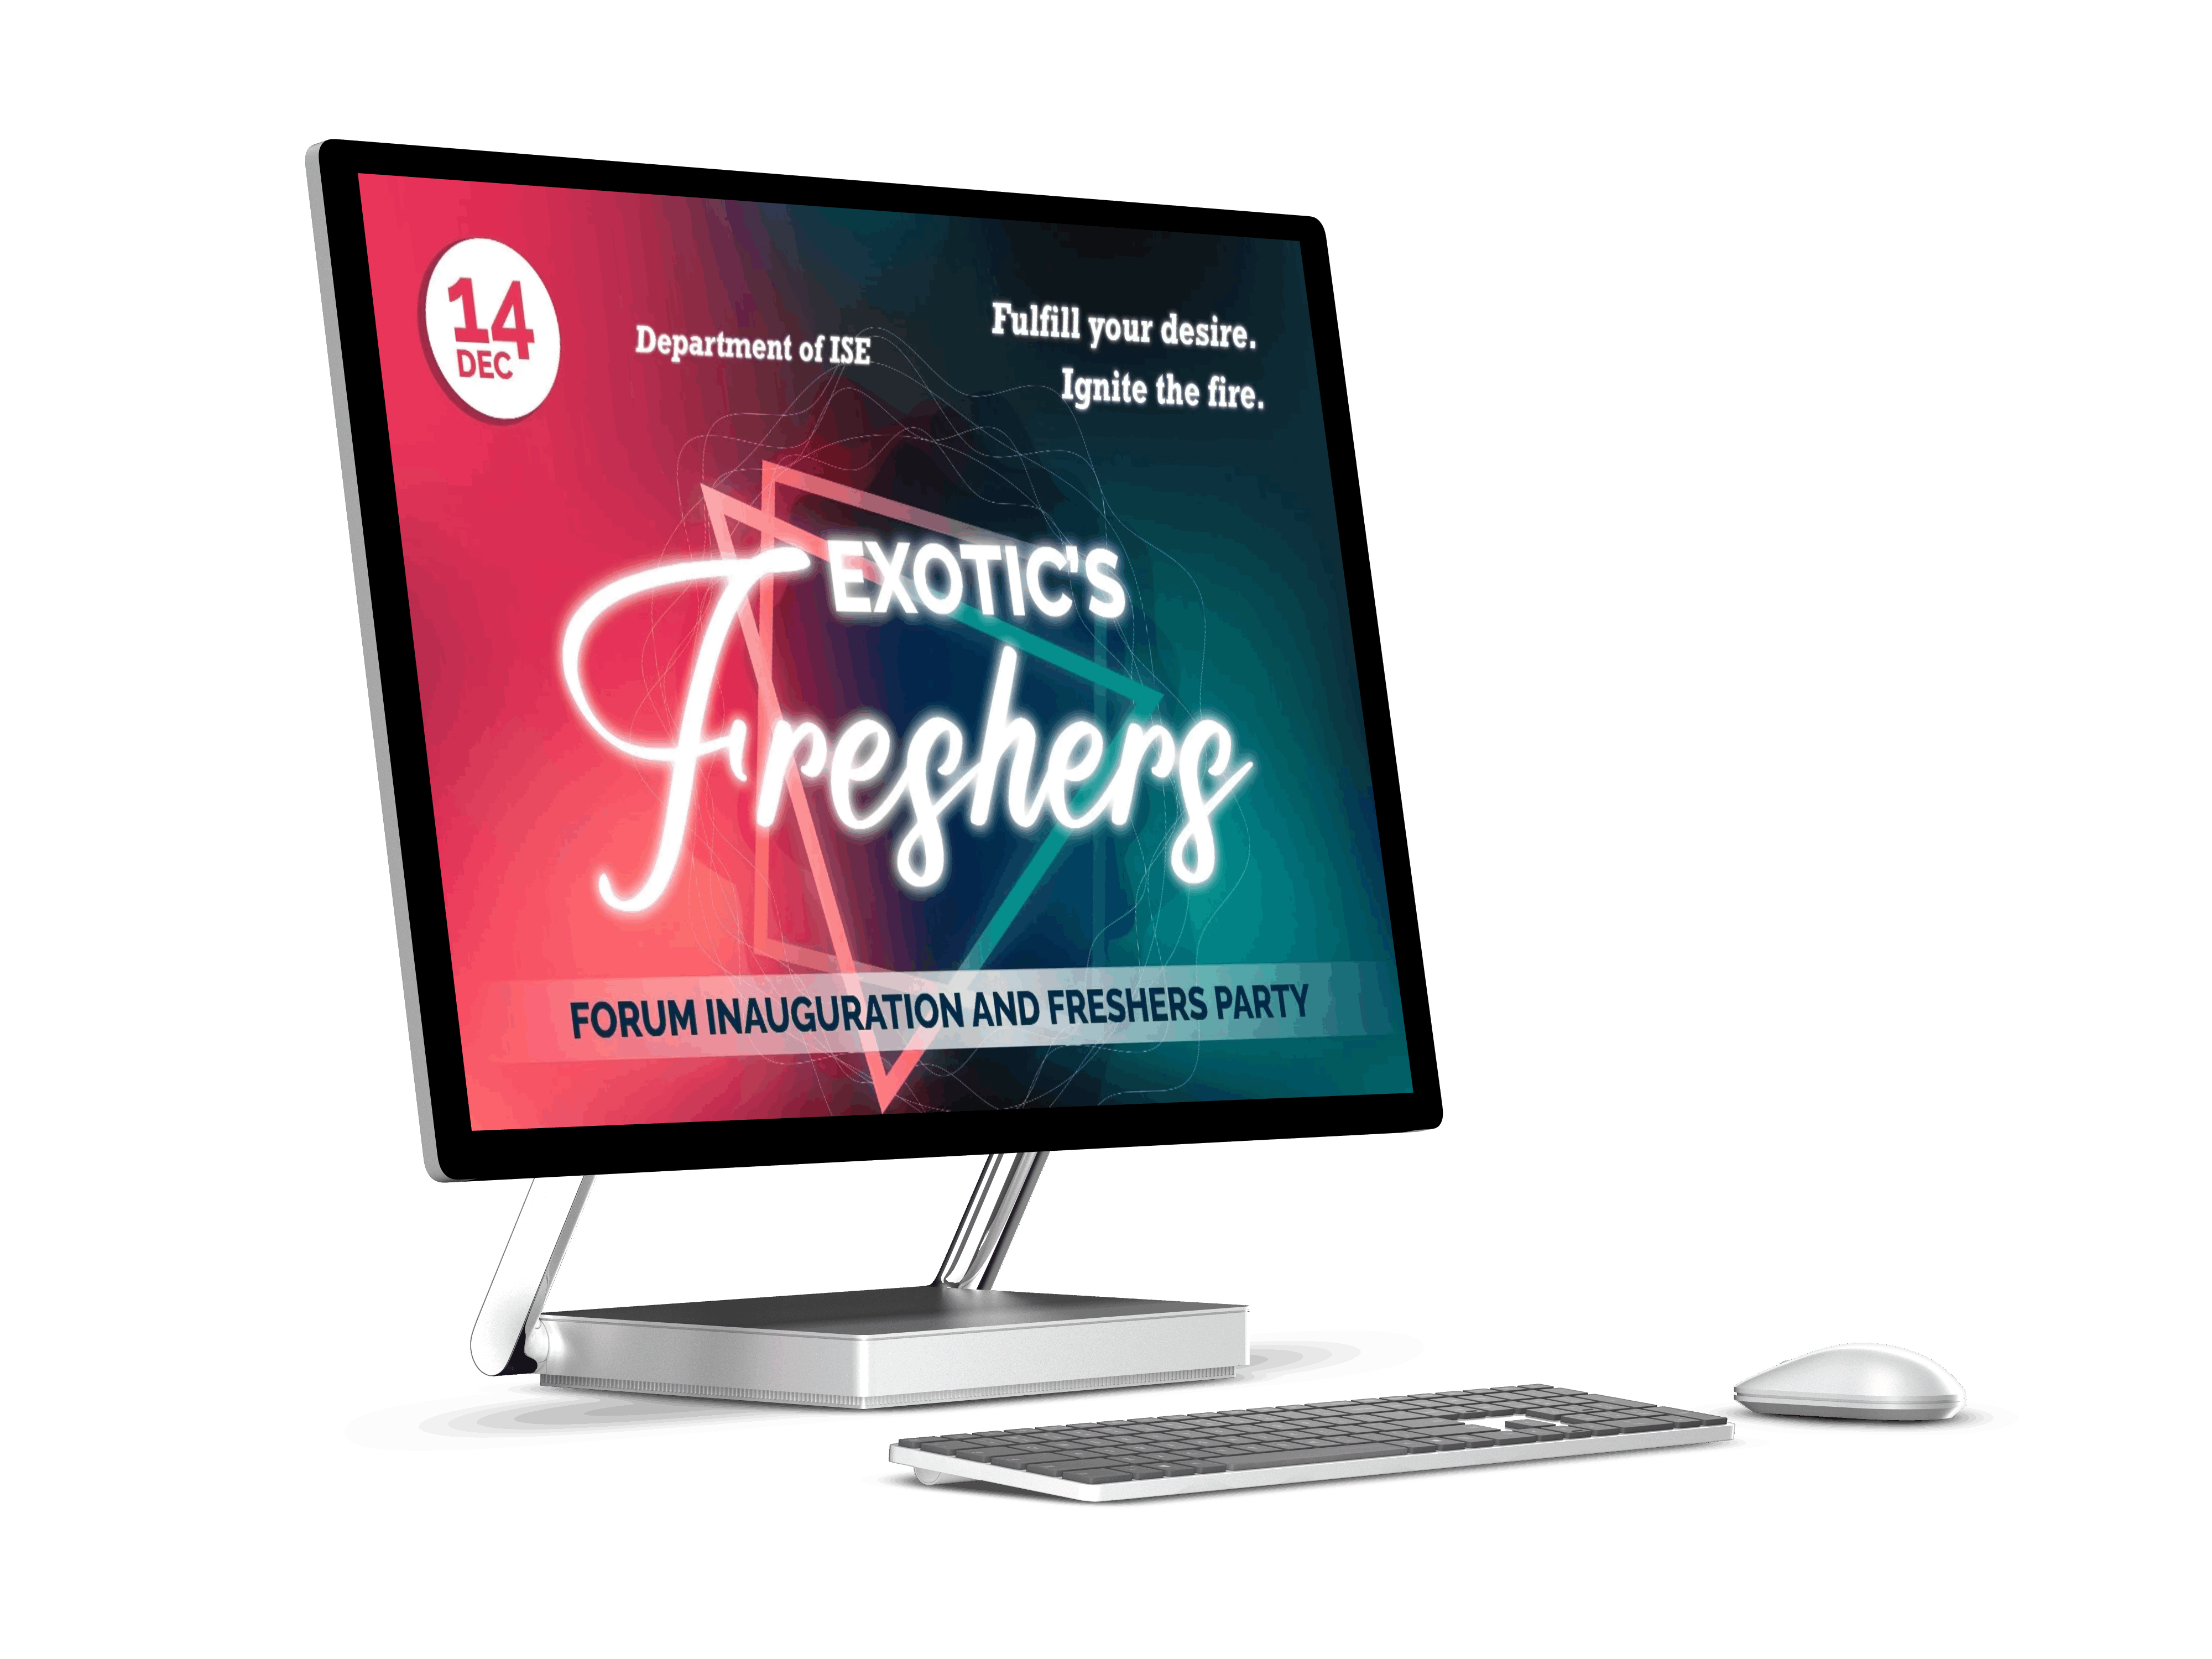 14
DEC
Department of ISE
Fulfill your desire.
Ignite the fire.
EXOTIC'S
Freshers
FORUM INAUGURATION AND FRESHERS PARTY